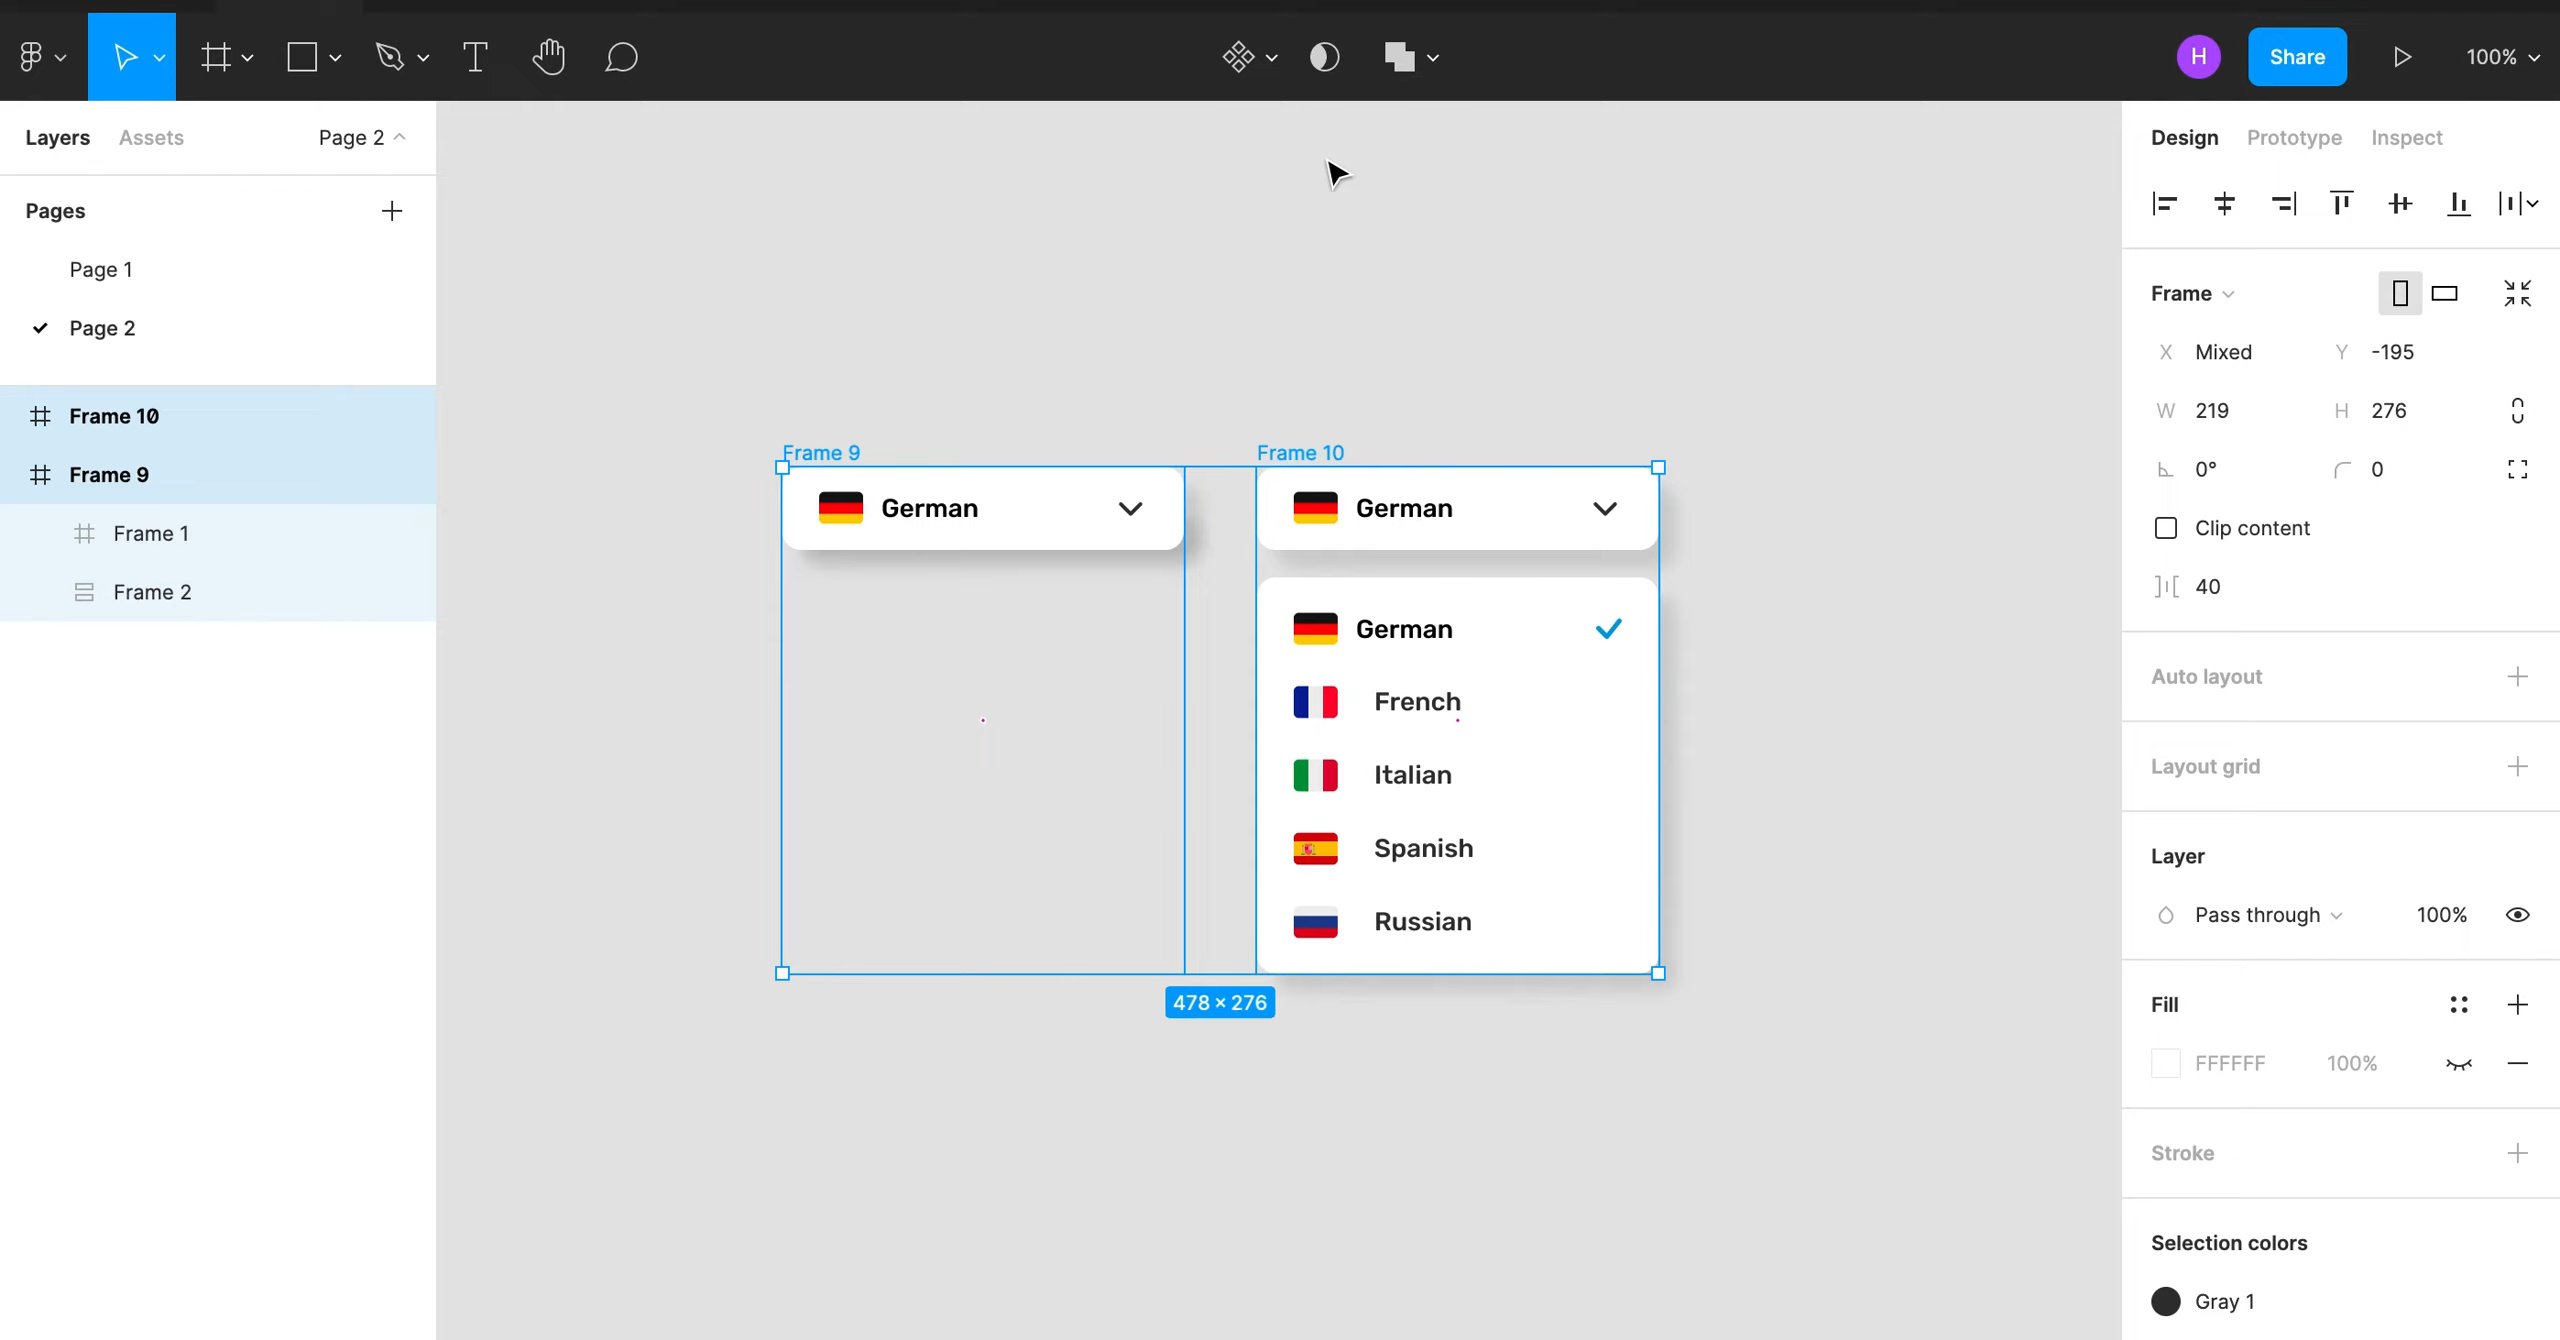 Share
100%
Layers
Assets
Page 2
Pages
Page 1
Page 2
Frame 10
Frame 9
Frame 1
Frame 2
Frame 9
German
Frame 10
German
German
French
Italian
Spanish
Russian
478 × 276
H
Design
Prototype
Inspect
Frame
X Mixed Y -195
W 219 H 276
0° 0
Clip content
40
Auto layout
Layout grid
Layer
Pass through 100%
Fill
FFFFFF 100%
Stroke
Selection colors
Gray 1